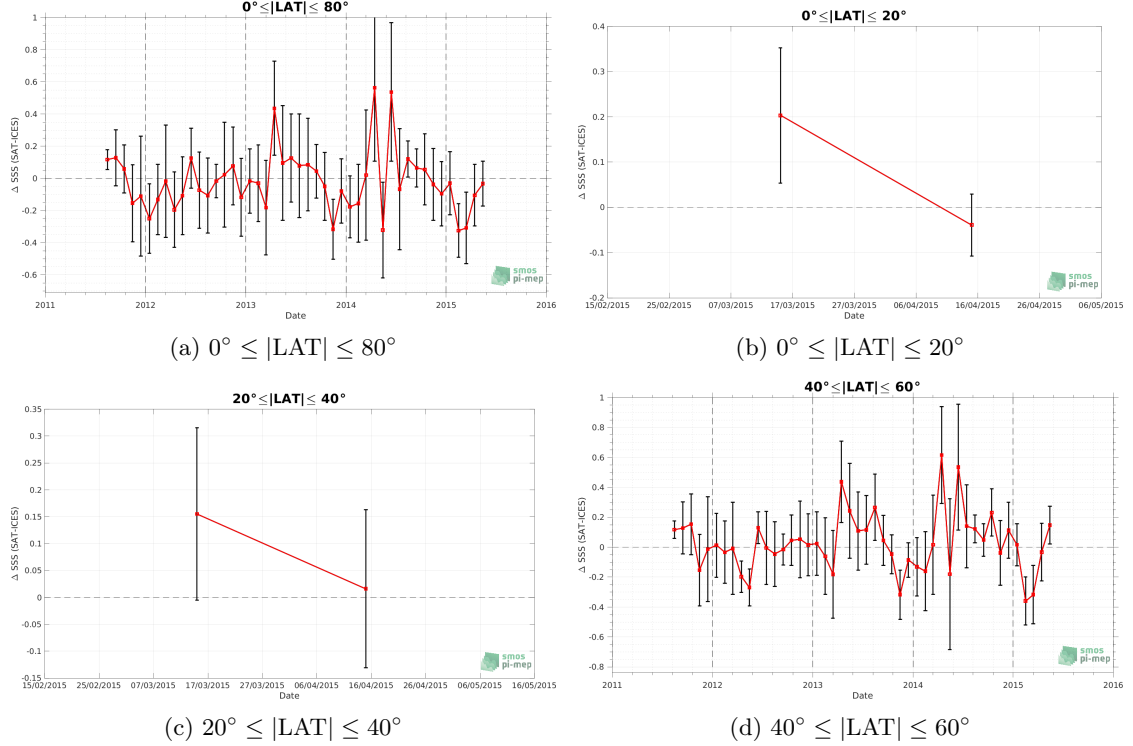 0°≤|LAT|≤ 80°
1
0.8
0.6
0.4
0.2
0
-0.2
-0.4
-0.6
Δ SSS (SAT-ICES)
2011 2012 2013 2014 2015 2016
Date
smos
pi-mep
(a) 0° ≤ |LAT| ≤ 80°
0°≤|LAT|≤ 20°
0.4
0.3
0.2
0.1
0
-0.1
-0.2
Δ SSS (SAT-ICES)
15/02/2015 25/02/2015 07/03/2015 17/03/2015 27/03/2015 06/04/2015 16/04/2015 26/04/2015 06/05/2015
Date
smos
pi-mep
(b) 0° ≤ |LAT| ≤ 20°
20°≤|LAT|≤ 40°
0.35
0.3
0.25
0.2
0.15
0.1
0.05
0
-0.05
-0.1
-0.15
Δ SSS (SAT-ICES)
15/02/2015 25/02/2015 07/03/2015 17/03/2015 27/03/2015 06/04/2015 16/04/2015 26/04/2015 06/05/2015 16/05/2015
Date
smos
pi-mep
(c) 20° ≤ |LAT| ≤ 40°
40°≤|LAT|≤ 60°
1
0.8
0.6
0.4
0.2
0
-0.2
-0.4
-0.6
-0.8
Δ SSS (SAT-ICES)
2011 2012 2013 2014 2015 2016
Date
smos
pi-mep
(d) 40° ≤ |LAT| ≤ 60°